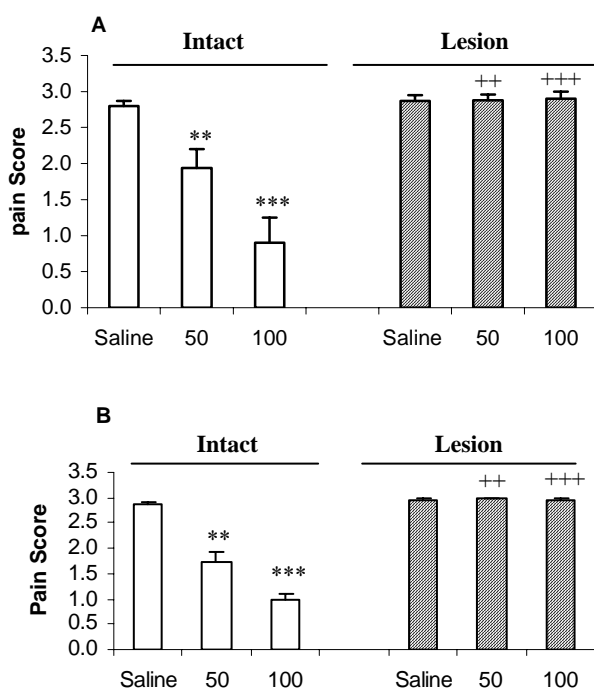 A
Intact Lesion
3.5
3.0
2.5
2.0
1.5
1.0
0.5
0.0
pain Score
** *** ++ +++
Saline 50 100 Saline 50 100
B
Intact Lesion
3.5
3.0
2.5
2.0
1.5
1.0
0.5
0.0
Pain Score
** *** ++ +++
Saline 50 100 Saline 50 100